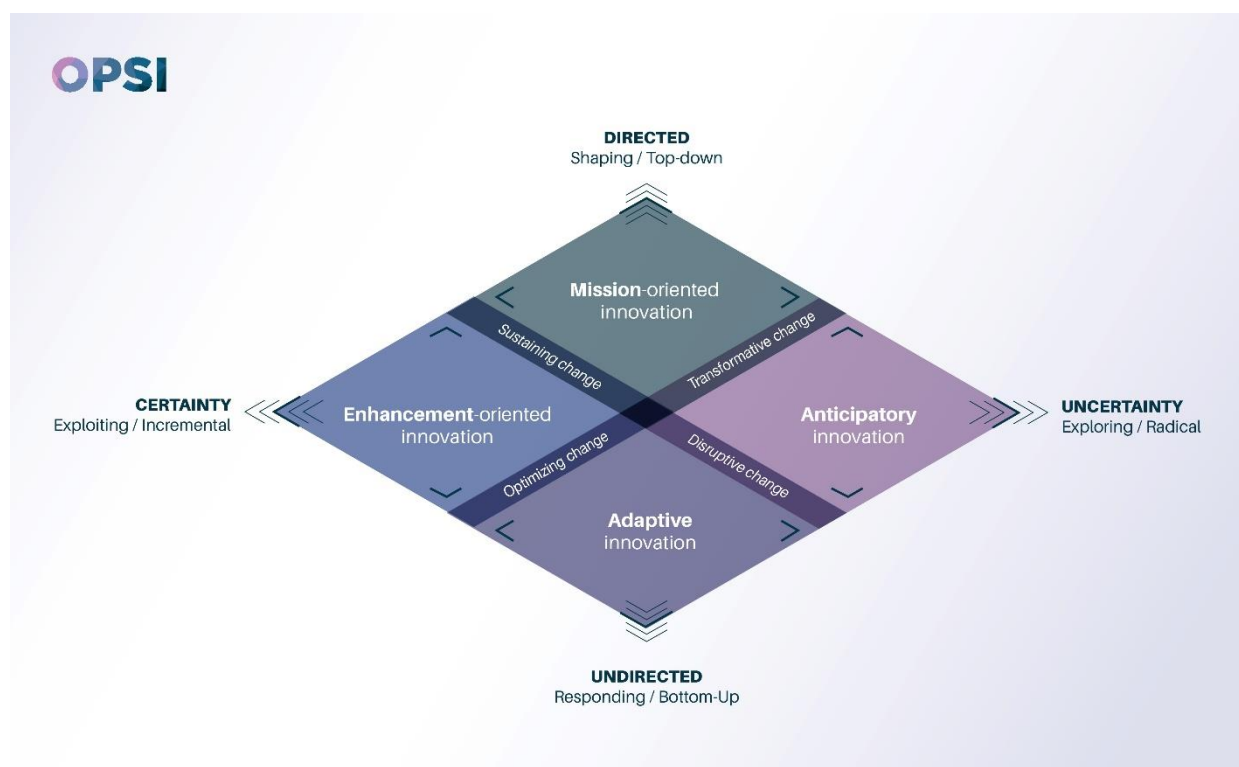 OPSI
DIRECTED
Shaping / Top-down
Mission-oriented
innovation
Sustaining change
Transformative change
CERTAINTY
Exploiting / Incremental
Enhancement-oriented
innovation
Anticipatory
innovation
UNCERTAINTY
Exploring / Radical
Optimizing change
Disruptive change
Adaptive
innovation
UNDIRECTED
Responding / Bottom-Up